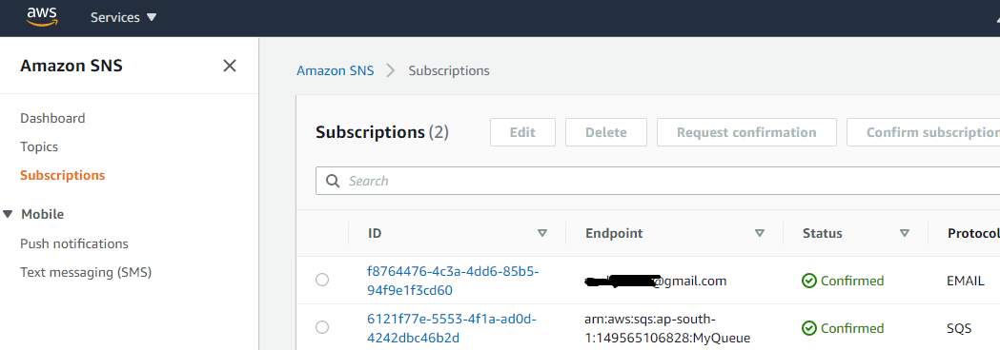 aws
Services
Amazon SNS
Dashboard
Topics
Subscriptions
Mobile
Push notifications
Text messaging (SMS)
Amazon SNS
Subscriptions
Subscriptions (2)
Edit
Delete
Request confirmation
Confirm subscription
Search
ID
Endpoint
Status
Protocol
f8764476-4c3a-4dd6-85b5-
94f9e1f3cd60
@gmail.com
Confirmed
EMAIL
6121f77e-5553-4f1a-ad0d-
4242dbc46b2d
arn:aws:sqs:ap-south-
1:149565106828:MyQueue
Confirmed
SQS